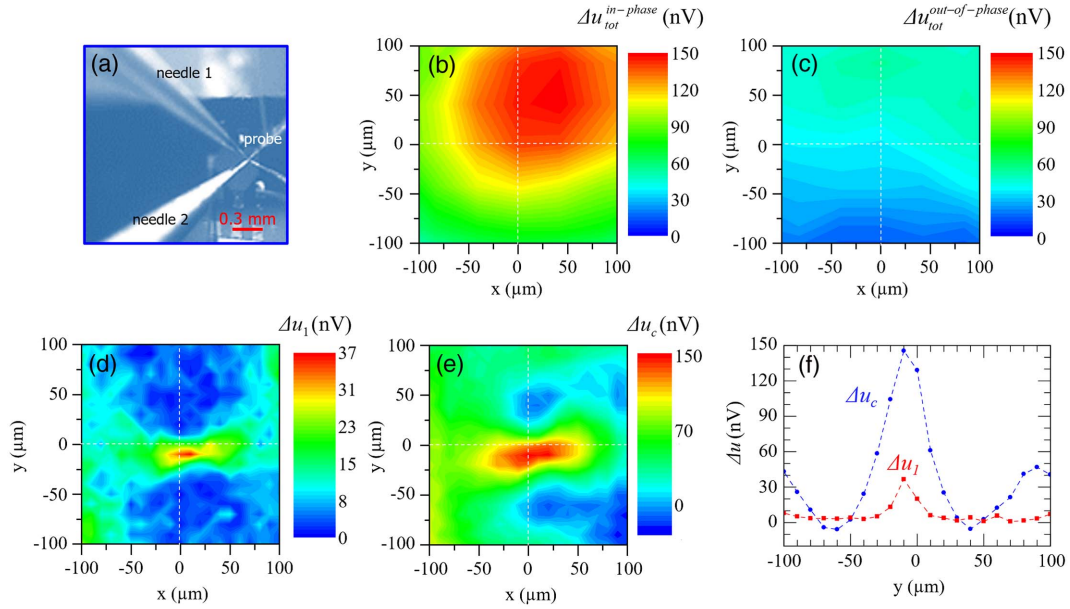 Δu_tot^in-phase (nV)
Δu_tot^out-of-phase (nV)
(a)
needle 1
probe
needle 2
0.3 mm
(b)
100
50
0
-50
-100
-100 -50 0 50 100
y (µm)
x (µm)
150
120
90
60
30
0
(c)
100
50
0
-50
-100
-100 -50 0 50 100
y (µm)
x (µm)
150
120
90
60
30
0
Δu₁ (nV)
(d)
100
50
0
-50
-100
-100 -50 0 50 100
y (µm)
x (µm)
37
31
23
15
8
0
Δu_c (nV)
(e)
100
50
0
-50
-100
-100 -50 0 50 100
y (µm)
x (µm)
150
70
0
(f)
150
120
90
60
30
0
Δu (nV)
Δu_c
Δu_1
-100 -50 0 50 100
y (µm)